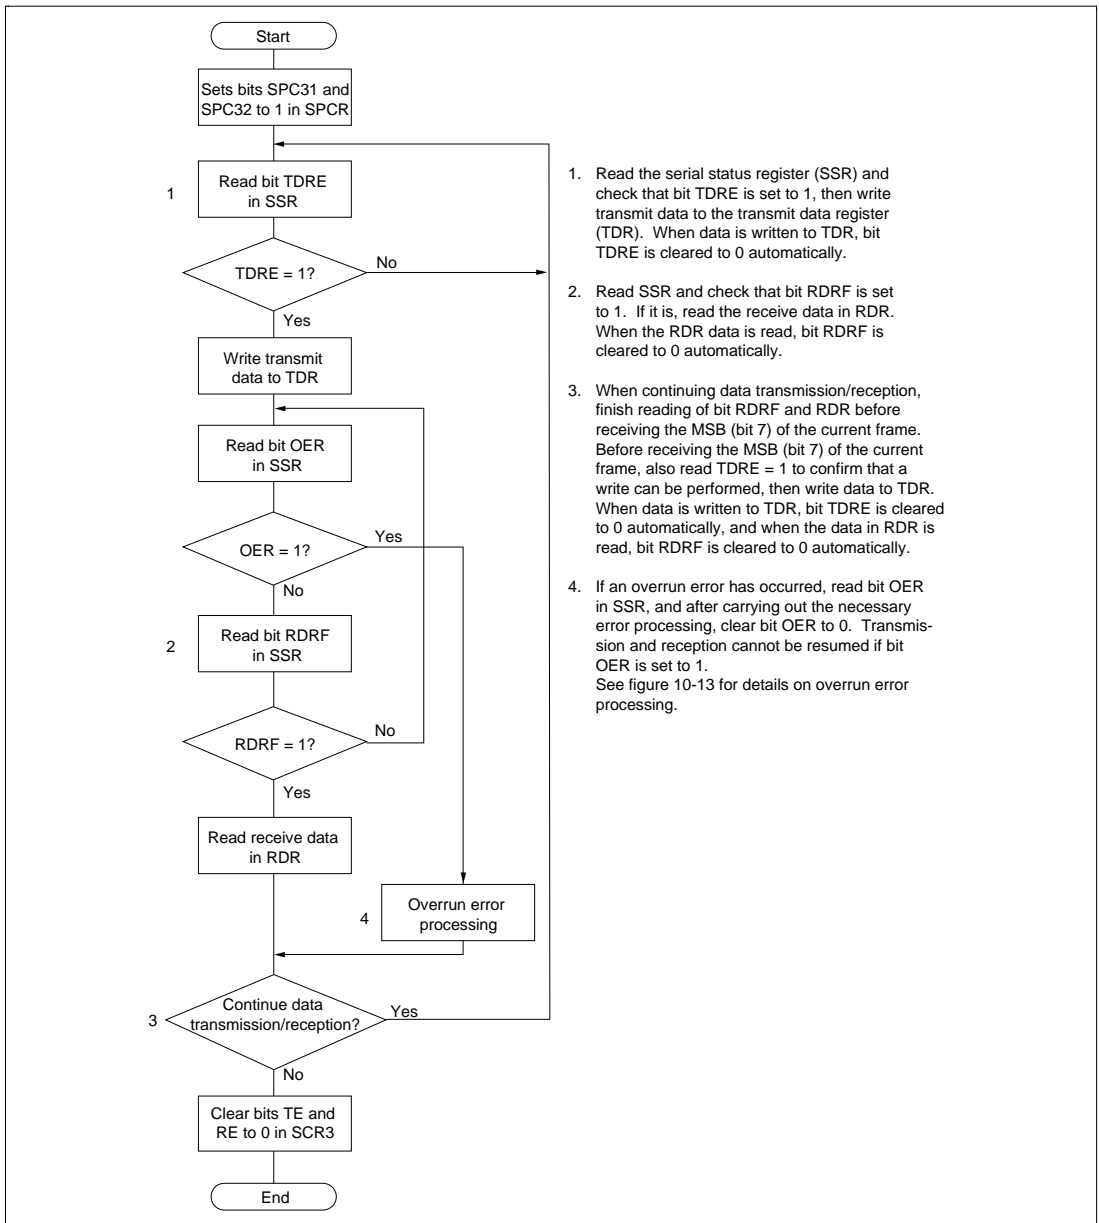 Start
Sets bits SPC31 and
SPC32 to 1 in SPCR
1
Read bit TDRE
in SSR
TDRE = 1?
No
Yes
Write transmit
data to TDR
Read bit OER
in SSR
OER = 1?
Yes
No
2
Read bit RDRF
in SSR
RDRF = 1?
No
Yes
Read receive data
in RDR
4
Overrun error
processing
3
Continue data
transmission/reception?
Yes
No
Clear bits TE and
RE to 0 in SCR3
End
1. Read the serial status register (SSR) and
check that bit TDRE is set to 1, then write
transmit data to the transmit data register
(TDR). When data is written to TDR, bit
TDRE is cleared to 0 automatically.
2. Read SSR and check that bit RDRF is set
to 1. If it is, read the receive data in RDR.
When the RDR data is read, bit RDRF is
cleared to 0 automatically.
3. When continuing data transmission/reception,
finish reading of bit RDRF and RDR before
receiving the MSB (bit 7) of the current frame.
Before receiving the MSB (bit 7) of the current
frame, also read TDRE = 1 to confirm that a
write can be performed, then write data to TDR.
When data is written to TDR, bit TDRE is cleared
to 0 automatically, and when the data in RDR is
read, bit RDRF is cleared to 0 automatically.
4. If an overrun error has occurred, read bit OER
in SSR, and after carrying out the necessary
error processing, clear bit OER to 0. Transmis-
sion and reception cannot be resumed if bit
OER is set to 1.
See figure 10-13 for details on overrun error
processing.